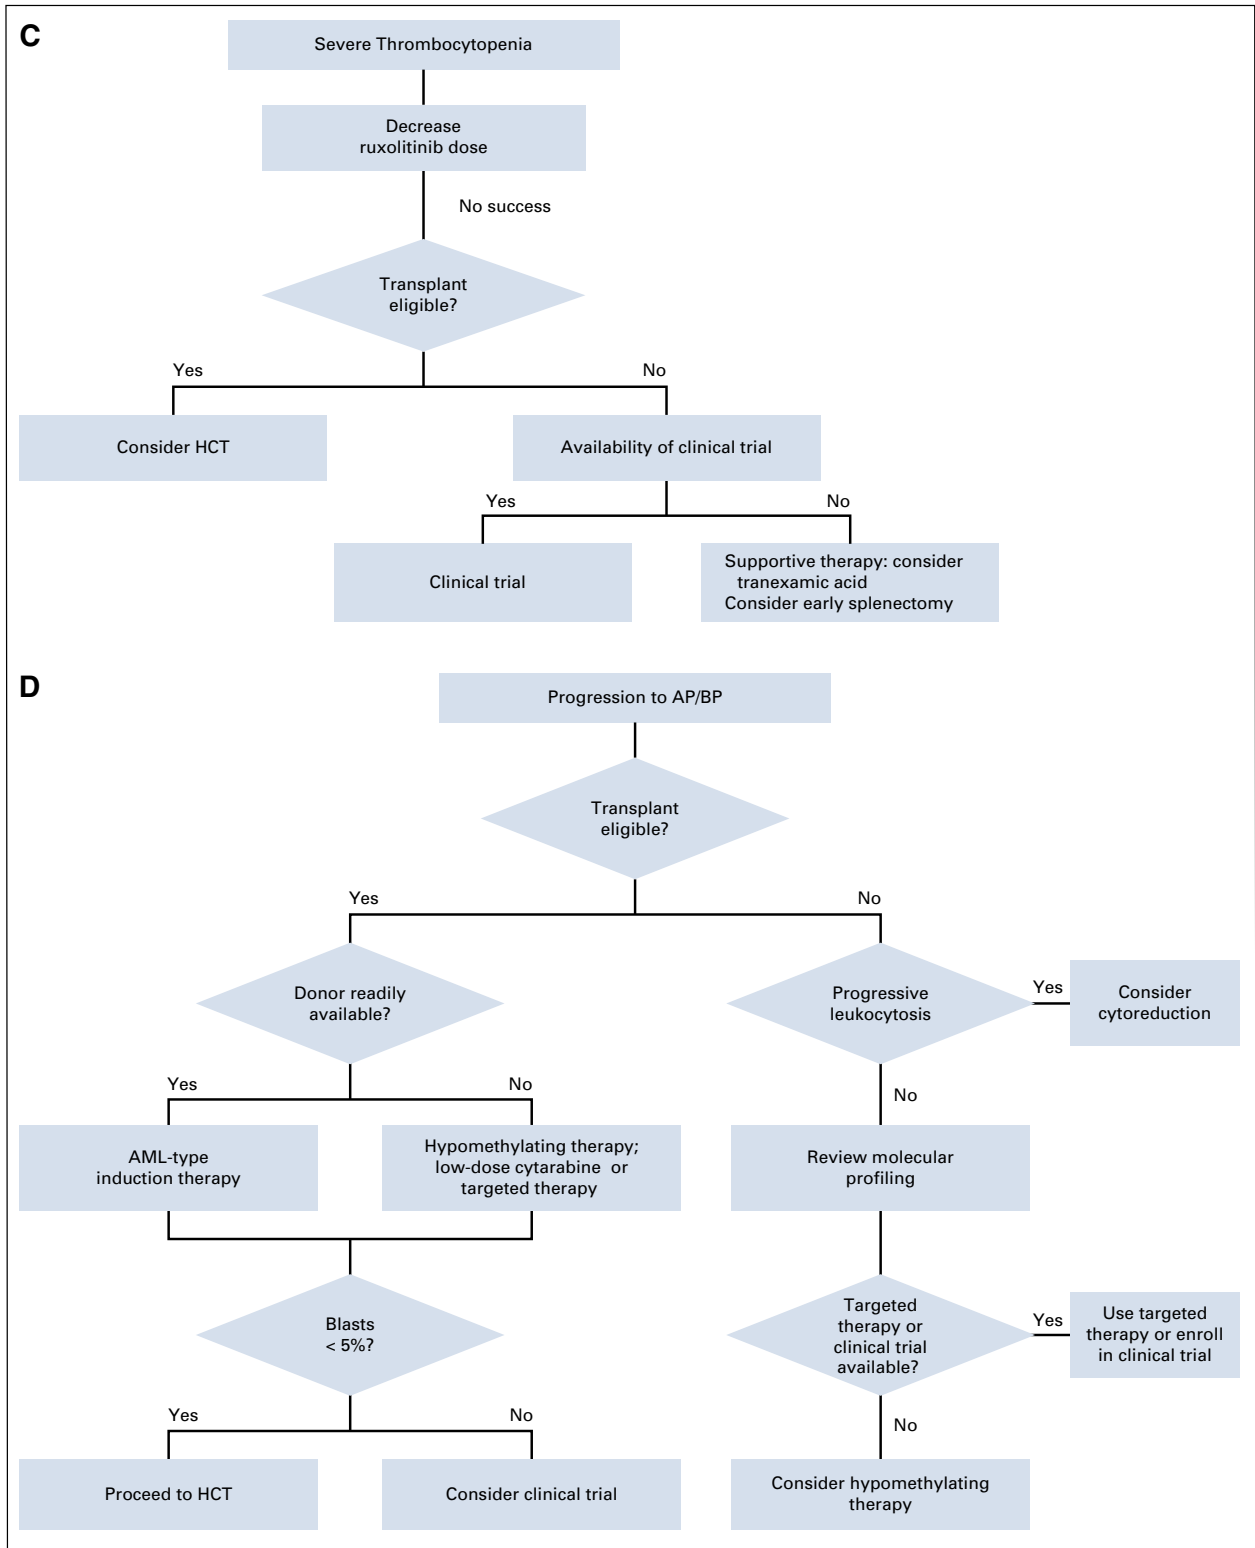 C
Severe Thrombocytopenia
Decrease
ruxolitinib dose
No success
Transplant
eligible?
Yes
No
Consider HCT
Availability of clinical trial
Yes
No
Clinical trial
Supportive therapy: consider
tranexamic acid
Consider early splenectomy
D
Progression to AP/BP
Transplant
eligible?
Yes
No
Donor readily
available?
Progressive
leukocytosis
Yes
Consider
cytoreduction
Yes
No
No
AML-type
induction therapy
Hypomethylating therapy;
low-dose cytarabine or
targeted therapy
Review molecular
profiling
Blasts
< 5%?
Targeted
therapy or
clinical trial
available?
Yes
Use targeted
therapy or enroll
in clinical trial
Yes
No
No
Proceed to HCT
Consider clinical trial
Consider hypomethylating
therapy